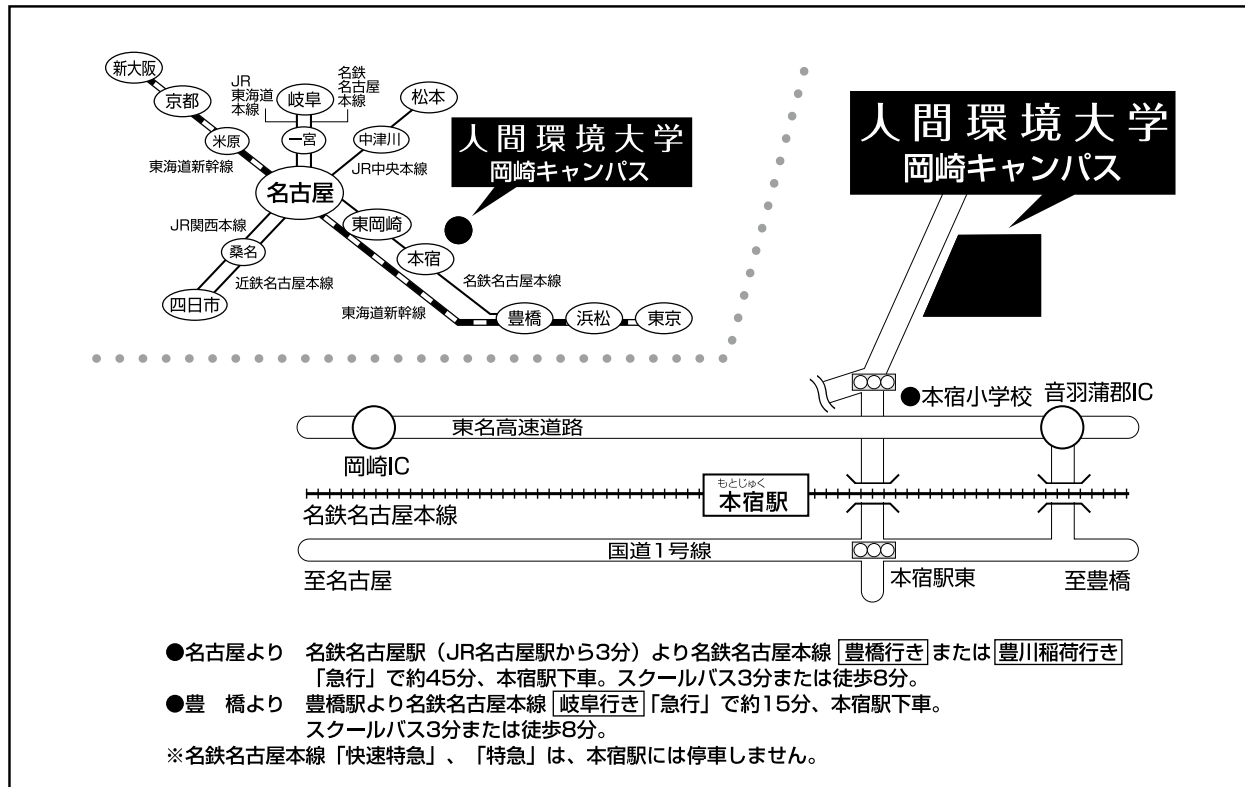 新大阪
京都
米原
東海道新幹線
JR
東海道
本線
岐阜
一宮
名鉄
名古屋
本線
松本
中津川
JR中央本線
名古屋
人間環境大学
岡崎キャンパス
JR関西本線
桑名
近鉄名古屋本線
四日市
東岡崎
本宿
名鉄名古屋本線
東海道新幹線
豊橋
浜松
東京
人間環境大学
岡崎キャンパス
本宿小学校
音羽蒲郡IC
東名高速道路
岡崎IC
もとじゅく
本宿駅
名鉄名古屋本線
国道1号線
至名古屋
本宿駅東
至豊橋
●名古屋より 名鉄名古屋駅（JR名古屋駅から3分）より名鉄名古屋本線 豊橋行き または 豊川稲荷行き
「急行」で約45分、本宿駅下車。スクールバス3分または徒歩8分。
●豊　橋より 豊橋駅より名鉄名古屋本線 岐阜行き 「急行」で約15分、本宿駅下車。
スクールバス3分または徒歩8分。
※名鉄名古屋本線「快速特急」、「特急」は、本宿駅には停車しません。